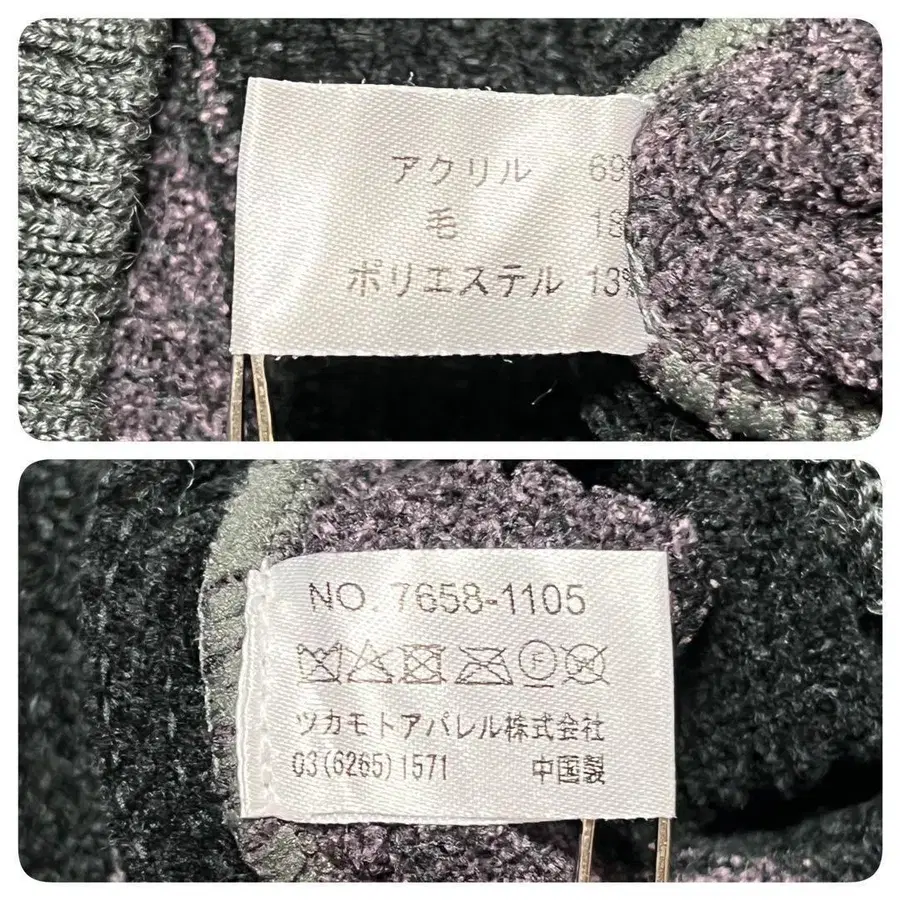 アクリル 69
毛 18
ポリエステル 13%
NO. 7658-1105
F
ツカモトアパレル株式会社
03(6265)1571 中国製